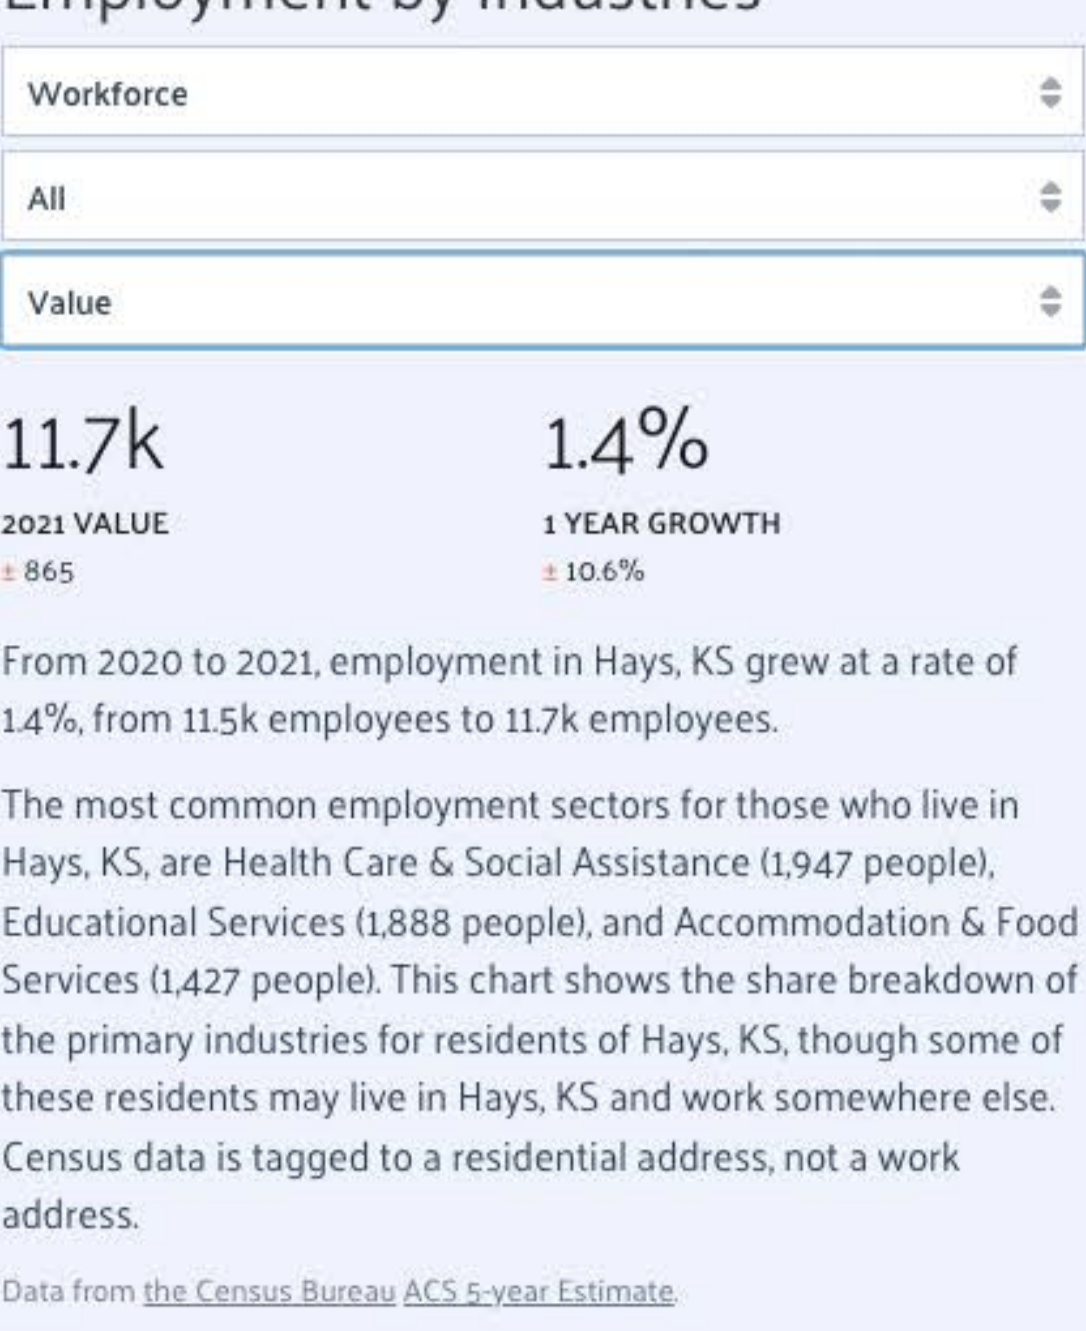 Employment by Industries
Workforce
All
Value
11.7k
1.4%
2021 VALUE
1 YEAR GROWTH
± 865
± 10.6%
From 2020 to 2021, employment in Hays, KS grew at a rate of
1.4%, from 11.5k employees to 11.7k employees.
The most common employment sectors for those who live in
Hays, KS, are Health Care & Social Assistance (1,947 people),
Educational Services (1,888 people), and Accommodation & Food
Services (1,427 people). This chart shows the share breakdown of
the primary industries for residents of Hays, KS, though some of
these residents may live in Hays, KS and work somewhere else.
Census data is tagged to a residential address, not a work
address.
Data from the Census Bureau ACS 5-year Estimate.